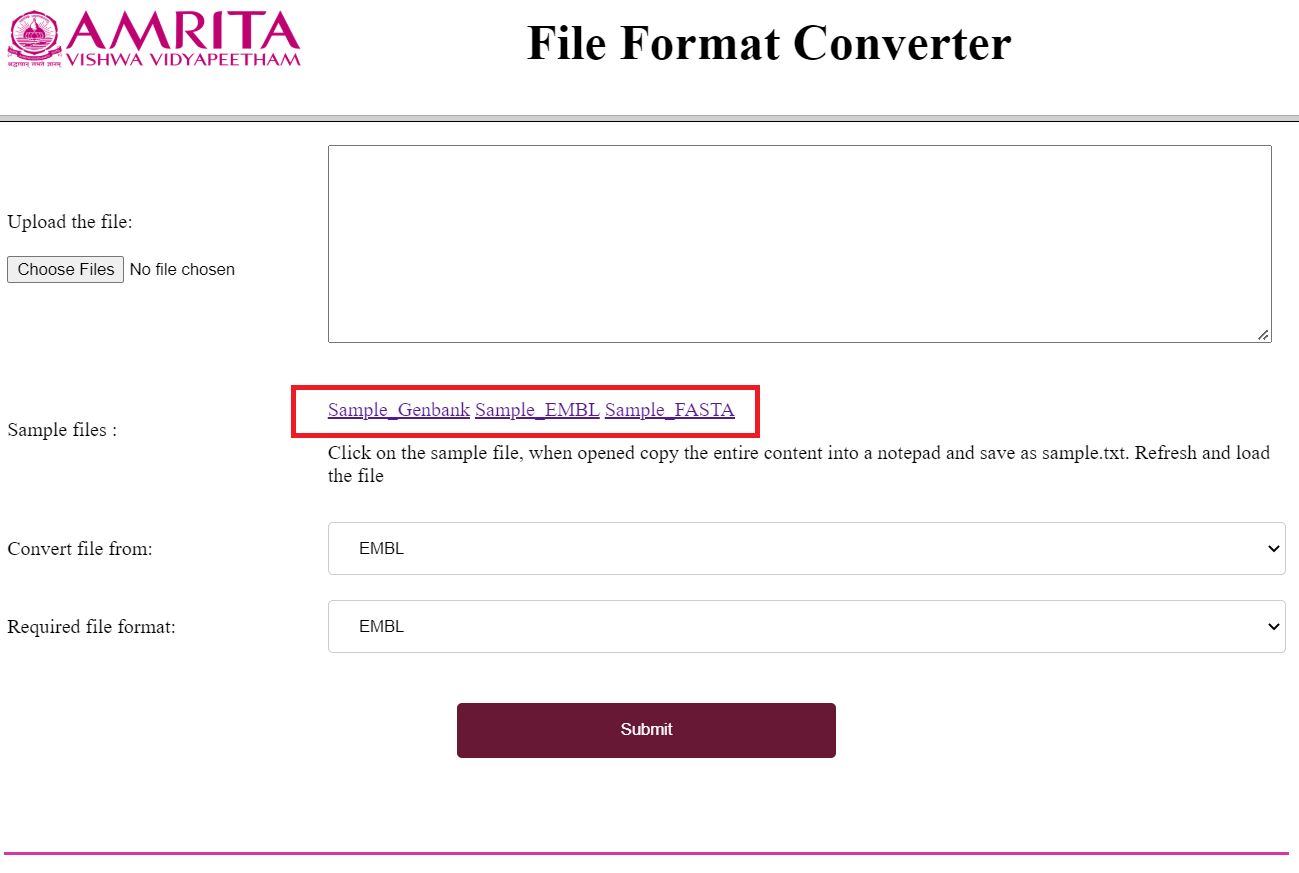 AMRITA
VISHWA VIDYAPEETHAM
File Format Converter
Upload the file:
Choose Files No file chosen
Sample files :
Sample_Genbank Sample_EMBL Sample_FASTA
Click on the sample file, when opened copy the entire content into a notepad and save as sample.txt. Refresh and load
the file
Convert file from:
EMBL
Required file format:
EMBL
Submit